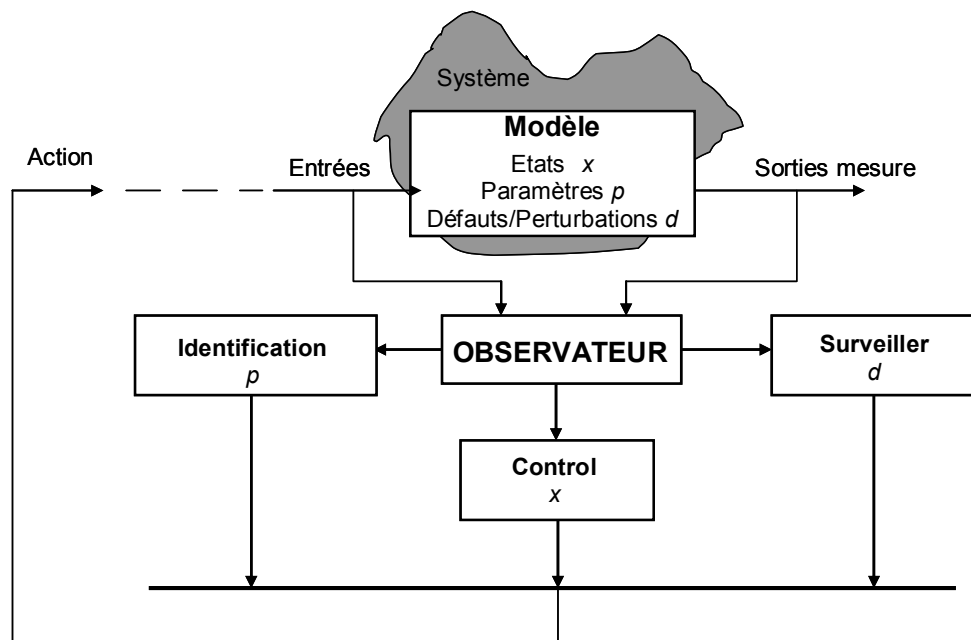 Système
Modèle
Etats x
Paramètres p
Défauts/Perturbations d
Action
Entrées
Sorties mesure
Identification
p
OBSERVATEUR
Surveiller
d
Control
x